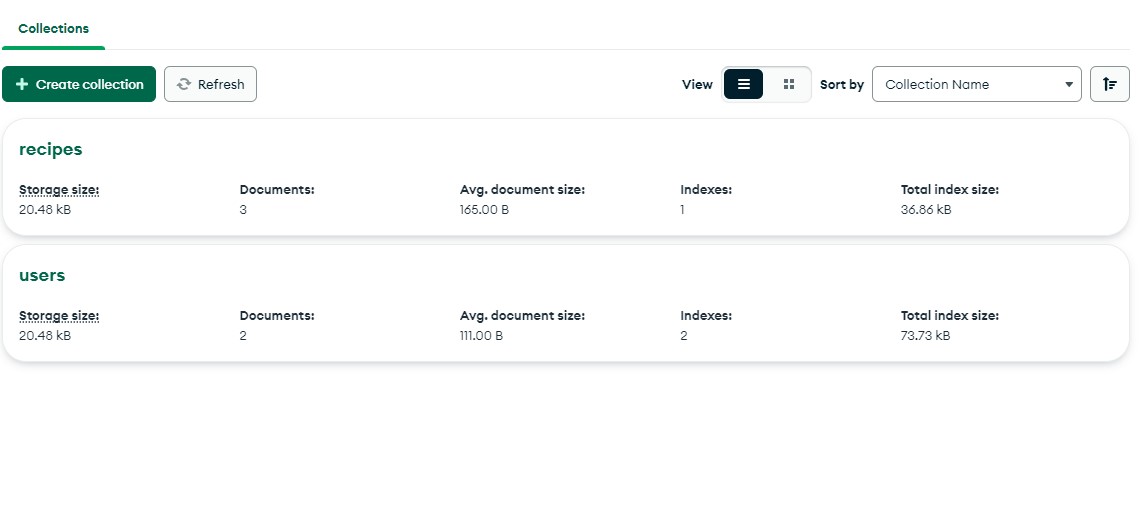 Collections
Create collection Refresh View Sort by Collection Name
recipes
Storage size: Documents: Avg. document size: Indexes: Total index size:
20.48 kB 3 165.00 B 1 36.86 kB
users
Storage size: Documents: Avg. document size: Indexes: Total index size:
20.48 kB 2 111.00 B 2 73.73 kB